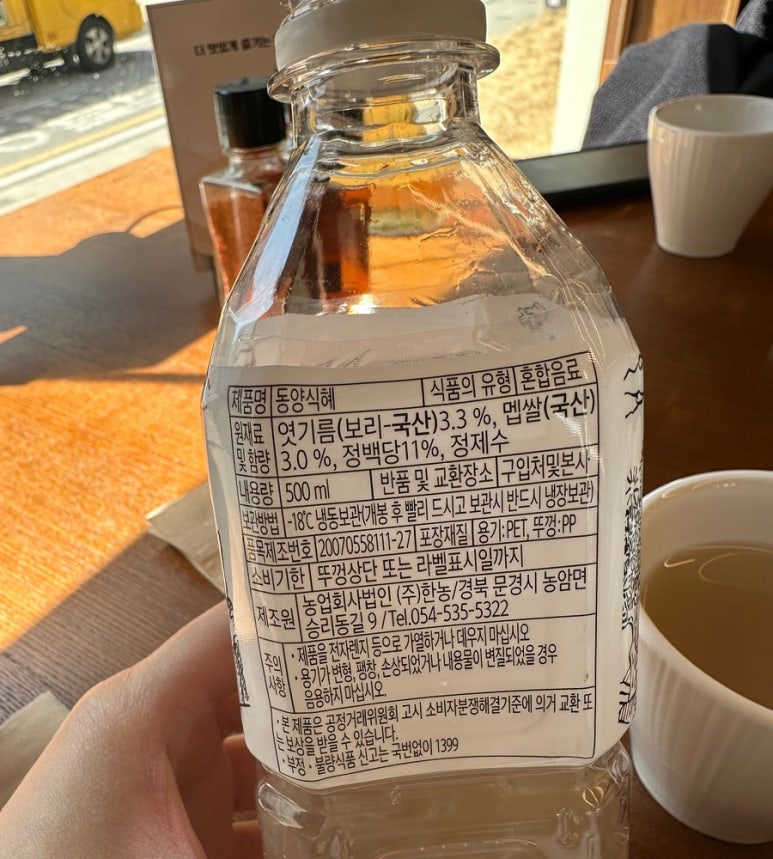 더 맛있게 즐기는
제품명 동양식혜 식품의 유형 혼합음료
원재료 및 함량 엿기름(보리-국산)3.3 %, 멥쌀(국산)
3.0 %, 정백당11%, 정제수
내용량 500 ml 반품 및 교환장소 구입처및본사
보관방법 -18℃ 냉동보관(개봉 후 빨리 드시고 보관시 반드시 냉장보관)
품목제조번호 20070558111-27 포장재질 용기:PET, 뚜껑:PP
소비기한 뚜껑상단 또는 라벨표시일까지
제조원 농업회사법인 (주)한농/경북 문경시 농암면
승리동길 9 /Tel.054-535-5322
주의사항 · 제품을 전자렌지 등으로 가열하거나 데우지 마십시오
· 용기가 변형, 팽창, 손상되었거나 내용물이 변질되었을 경우
음용하지 마십시오.
· 본 제품은 공정거래위원회 고시 소비자분쟁해결기준에 의거 교환 또
는 보상을 받을 수 있습니다.
· 부정 · 불량식품 신고는 국번없이 1399